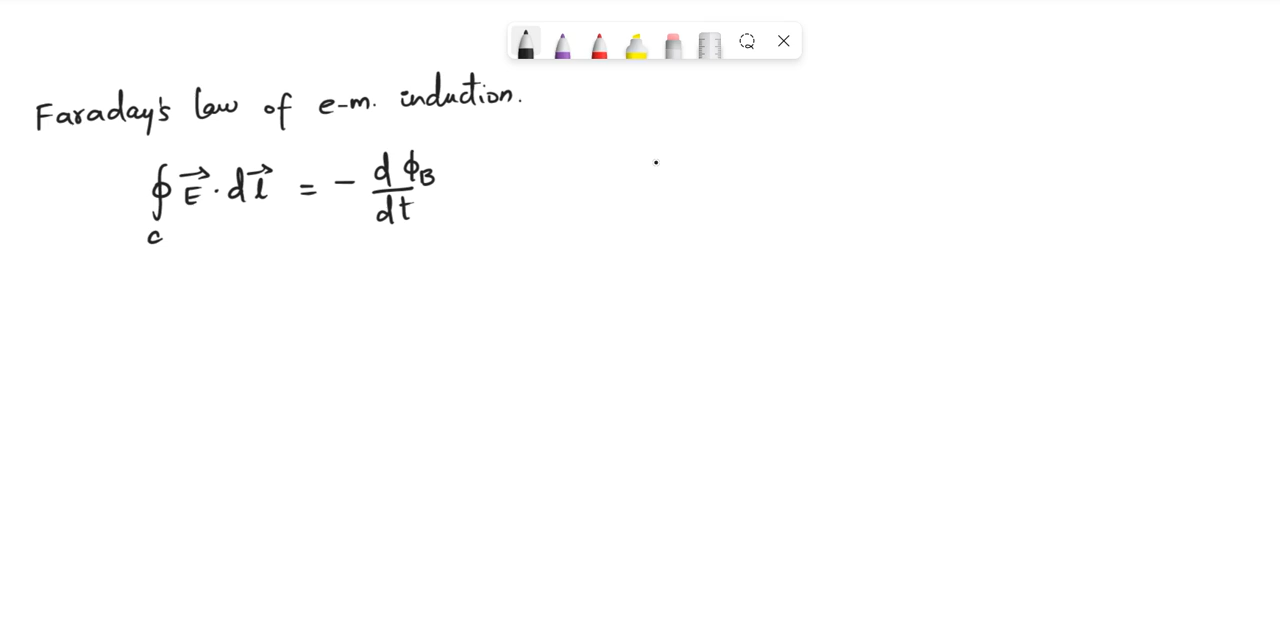 Faraday's law of e-m. induction.
∮_C E⃗ · dl⃗ = - dϕ_B/dt